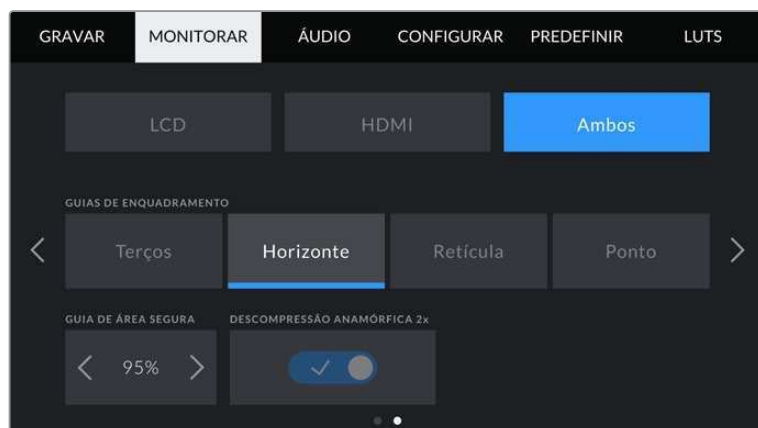 GRAVAR MONITORAR ÁUDIO CONFIGURAR PREDEFINIR LUTS
LCD HDMI Ambos
GUIAS DE ENQUADRAMENTO
Terços Horizonte Retícula Ponto
GUIA DE ÁREA SEGURA DESCOMPRESSÃO ANAMÓRFICA 2x
95%